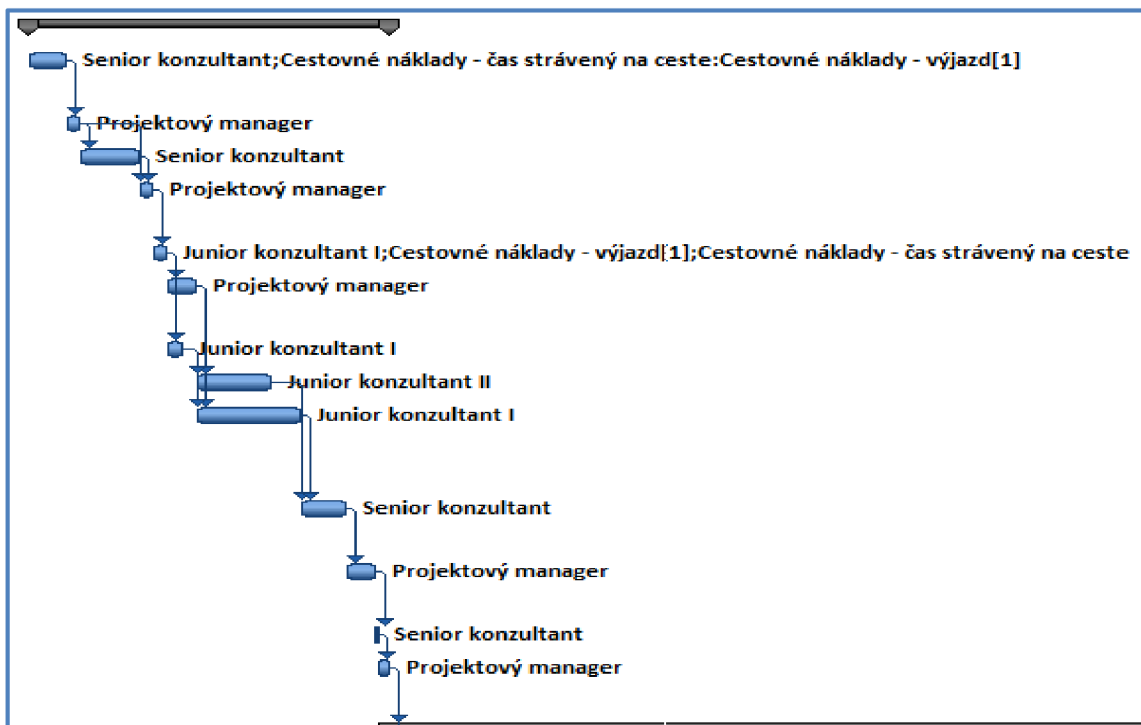 Senior konzultant;Cestovné náklady - čas strávený na ceste:Cestovné náklady - výjazd[1]
Projektový manager
Senior konzultant
Projektový manager
Junior konzultant I;Cestovné náklady - výjazd[1];Cestovné náklady - čas strávený na ceste
Projektový manager
Junior konzultant I
Junior konzultant II
Junior konzultant I
Senior konzultant
Projektový manager
Senior konzultant
Projektový manager